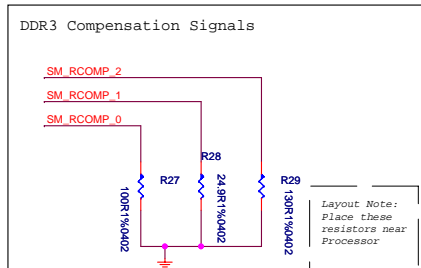 DDR3 Compensation Signals
SM_RCOMP_2
SM_RCOMP_1
SM_RCOMP_0
R28
R27
R29
100R1%0402
24.9R1%0402
130R1%0402
Layout Note:
Place these
resistors near
Processor